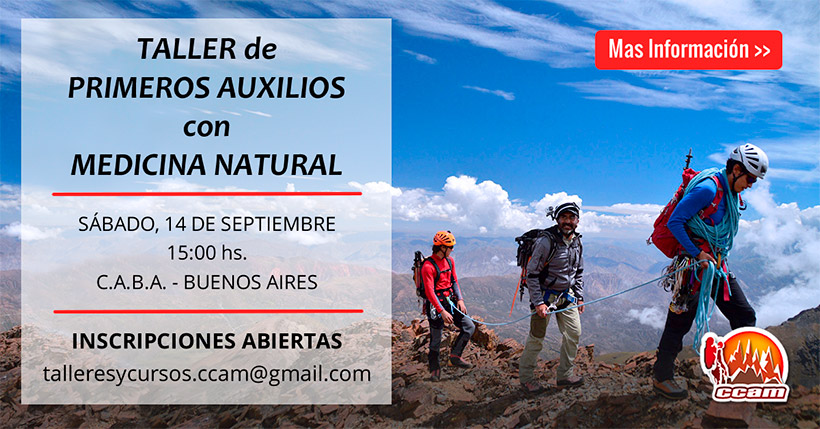 TALLER de
PRIMEROS AUXILIOS
con
MEDICINA NATURAL
SÁBADO, 14 DE SEPTIEMBRE
15:00 hs.
C.A.B.A. - BUENOS AIRES
INSCRIPCIONES ABIERTAS
talleresycursos.ccam@gmail.com
Mas Información >>
ccam